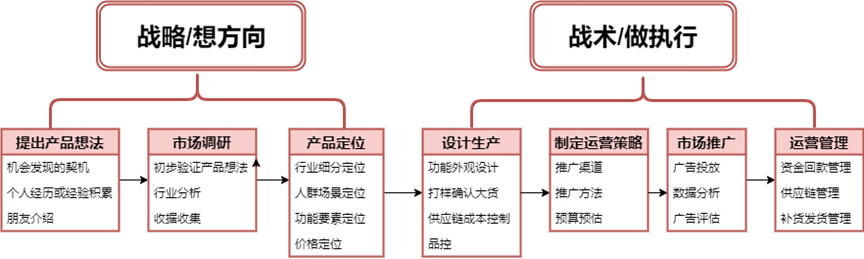 战略/想方向
战术/做执行
提出产品想法
机会发现的契机
个人经历或经验积累
朋友介绍
市场调研
初步验证产品想法
行业分析
收据收集
产品定位
行业细分定位
人群场景定位
功能要素定位
价格定位
设计生产
功能外观设计
打样确认大货
供应链成本控制
品控
制定运营策略
推广渠道
推广方法
预算预估
市场推广
广告投放
数据分析
广告评估
运营管理
资金回款管理
供应链管理
补货发货管理